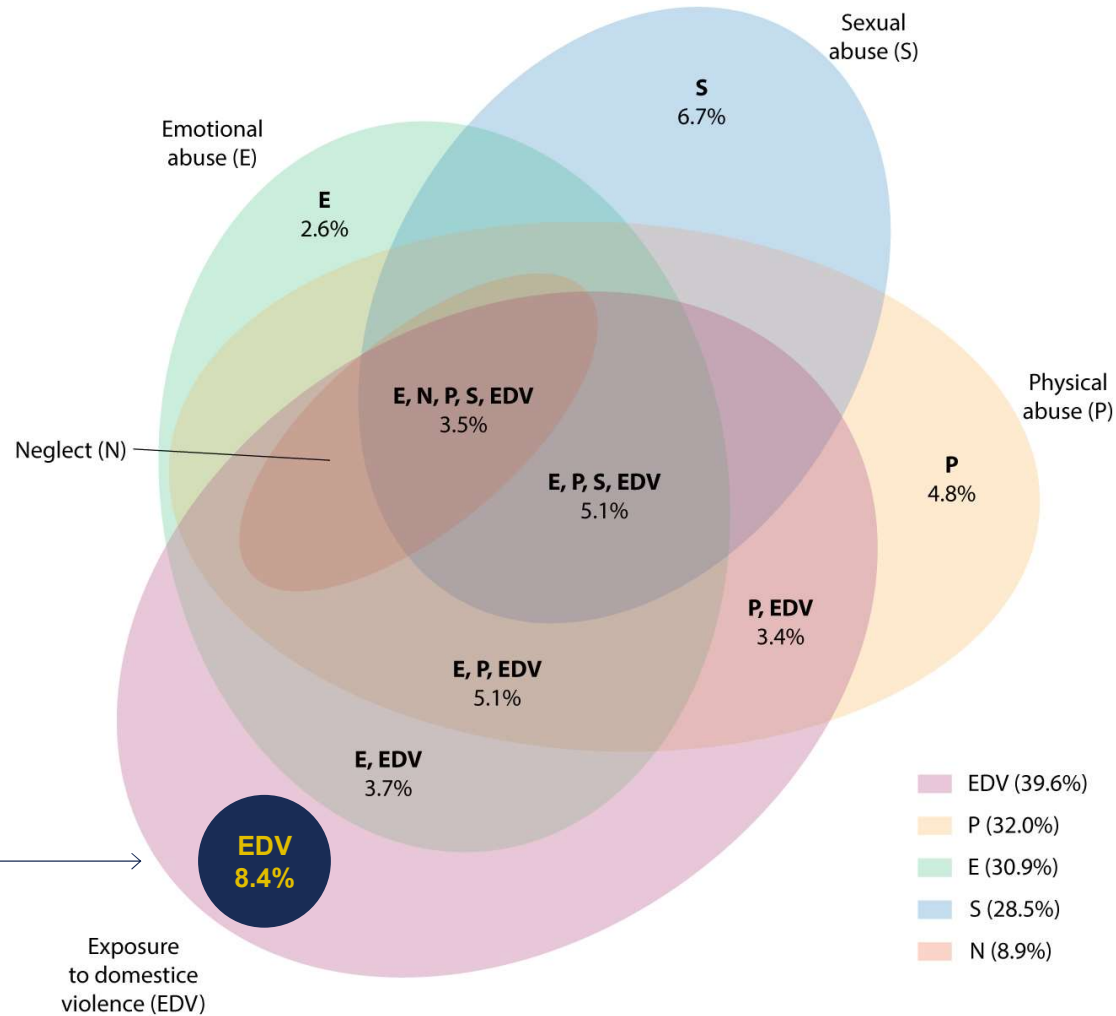 Sexual
abuse (S)
S
6.7%
Emotional
abuse (E)
E
2.6%
E, N, P, S, EDV
3.5%
Physical
abuse (P)
Neglect (N)
P
4.8%
E, P, S, EDV
5.1%
P, EDV
3.4%
E, P, EDV
5.1%
E, EDV
3.7%
EDV
8.4%
Exposure
to domestice
violence (EDV)
EDV (39.6%)
P (32.0%)
E (30.9%)
S (28.5%)
N (8.9%)